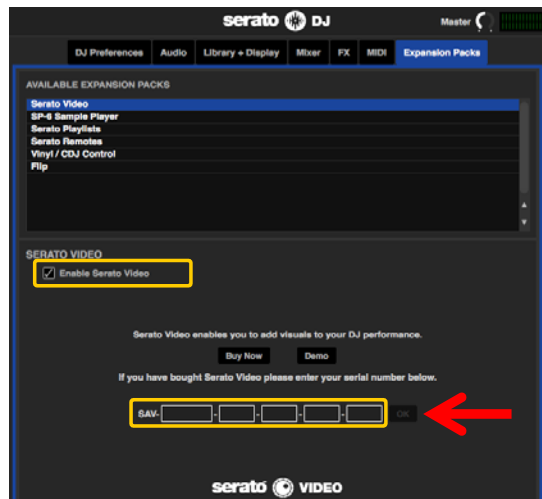 serato DJ
Master
DJ Preferences Audio Library + Display Mixer FX MIDI Expansion Packs
AVAILABLE EXPANSION PACKS
Serato Video
SP-6 Sample Player
Serato Playlists
Serato Remotes
Vinyl / CDJ Control
Flip
SERATO VIDEO
Enable Serato Video
Serato Video enables you to add visuals to your DJ performance.
Buy Now Demo
If you have bought Serato Video please enter your serial number below.
SAV- - - - - OK
serato VIDEO